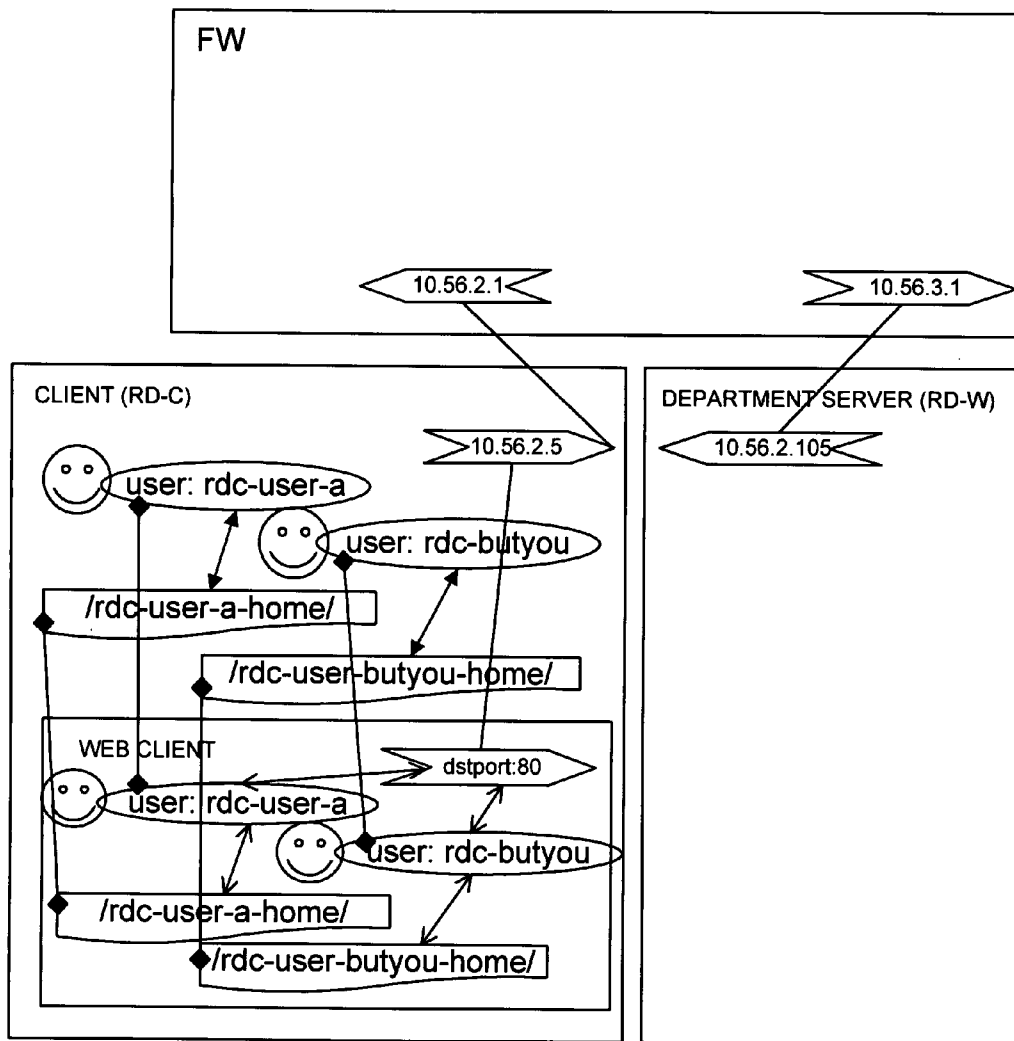 FW
10.56.2.1
10.56.3.1
CLIENT (RD-C)
DEPARTMENT SERVER (RD-W)
10.56.2.5
10.56.2.105
user: rdc-user-a
user: rdc-butyou
/rdc-user-a-home/
/rdc-user-butyou-home/
WEB CLIENT
dstport:80
user: rdc-user-a
user: rdc-butyou
/rdc-user-a-home/
/rdc-user-butyou-home/